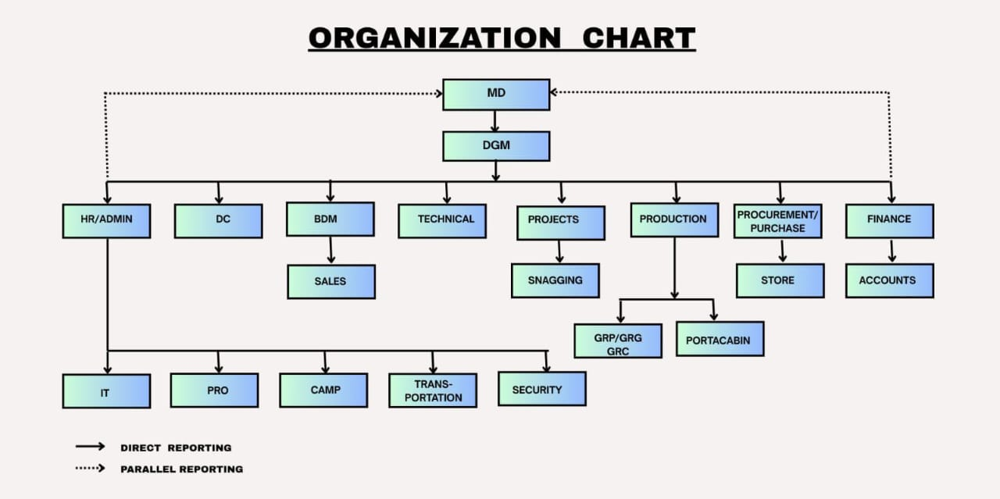 ORGANIZATION CHART
MD
DGM
HR/ADMIN
DC
BDM
TECHNICAL
PROJECTS
PRODUCTION
PROCUREMENT/
PURCHASE
FINANCE
SALES
SNAGGING
STORE
ACCOUNTS
GRP/GRG
GRC
PORTACABIN
IT
PRO
CAMP
TRANS-
PORTATION
SECURITY
DIRECT REPORTING
PARALLEL REPORTING